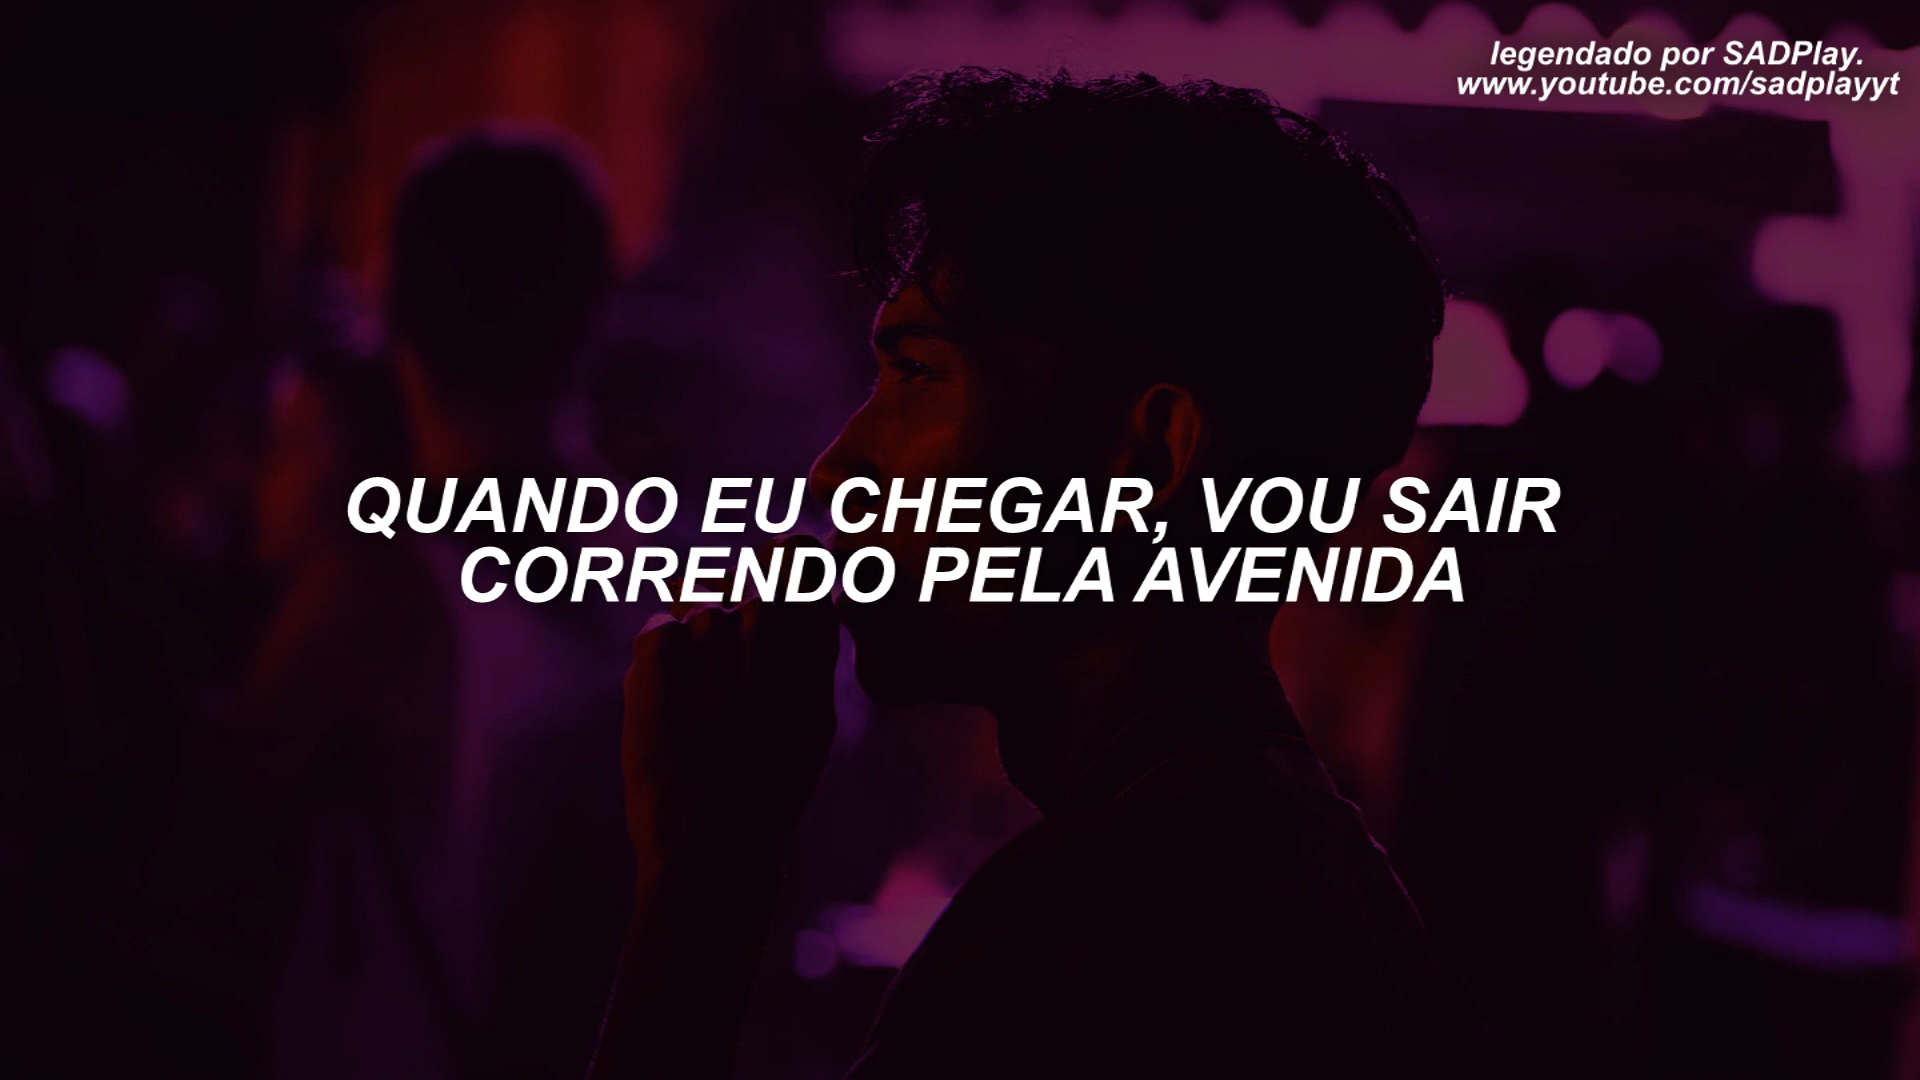 legendado por SADPlay.
www.youtube.com/sadplayyt
QUANDO EU CHEGAR, VOU SAIR
CORRENDO PELA AVENIDA